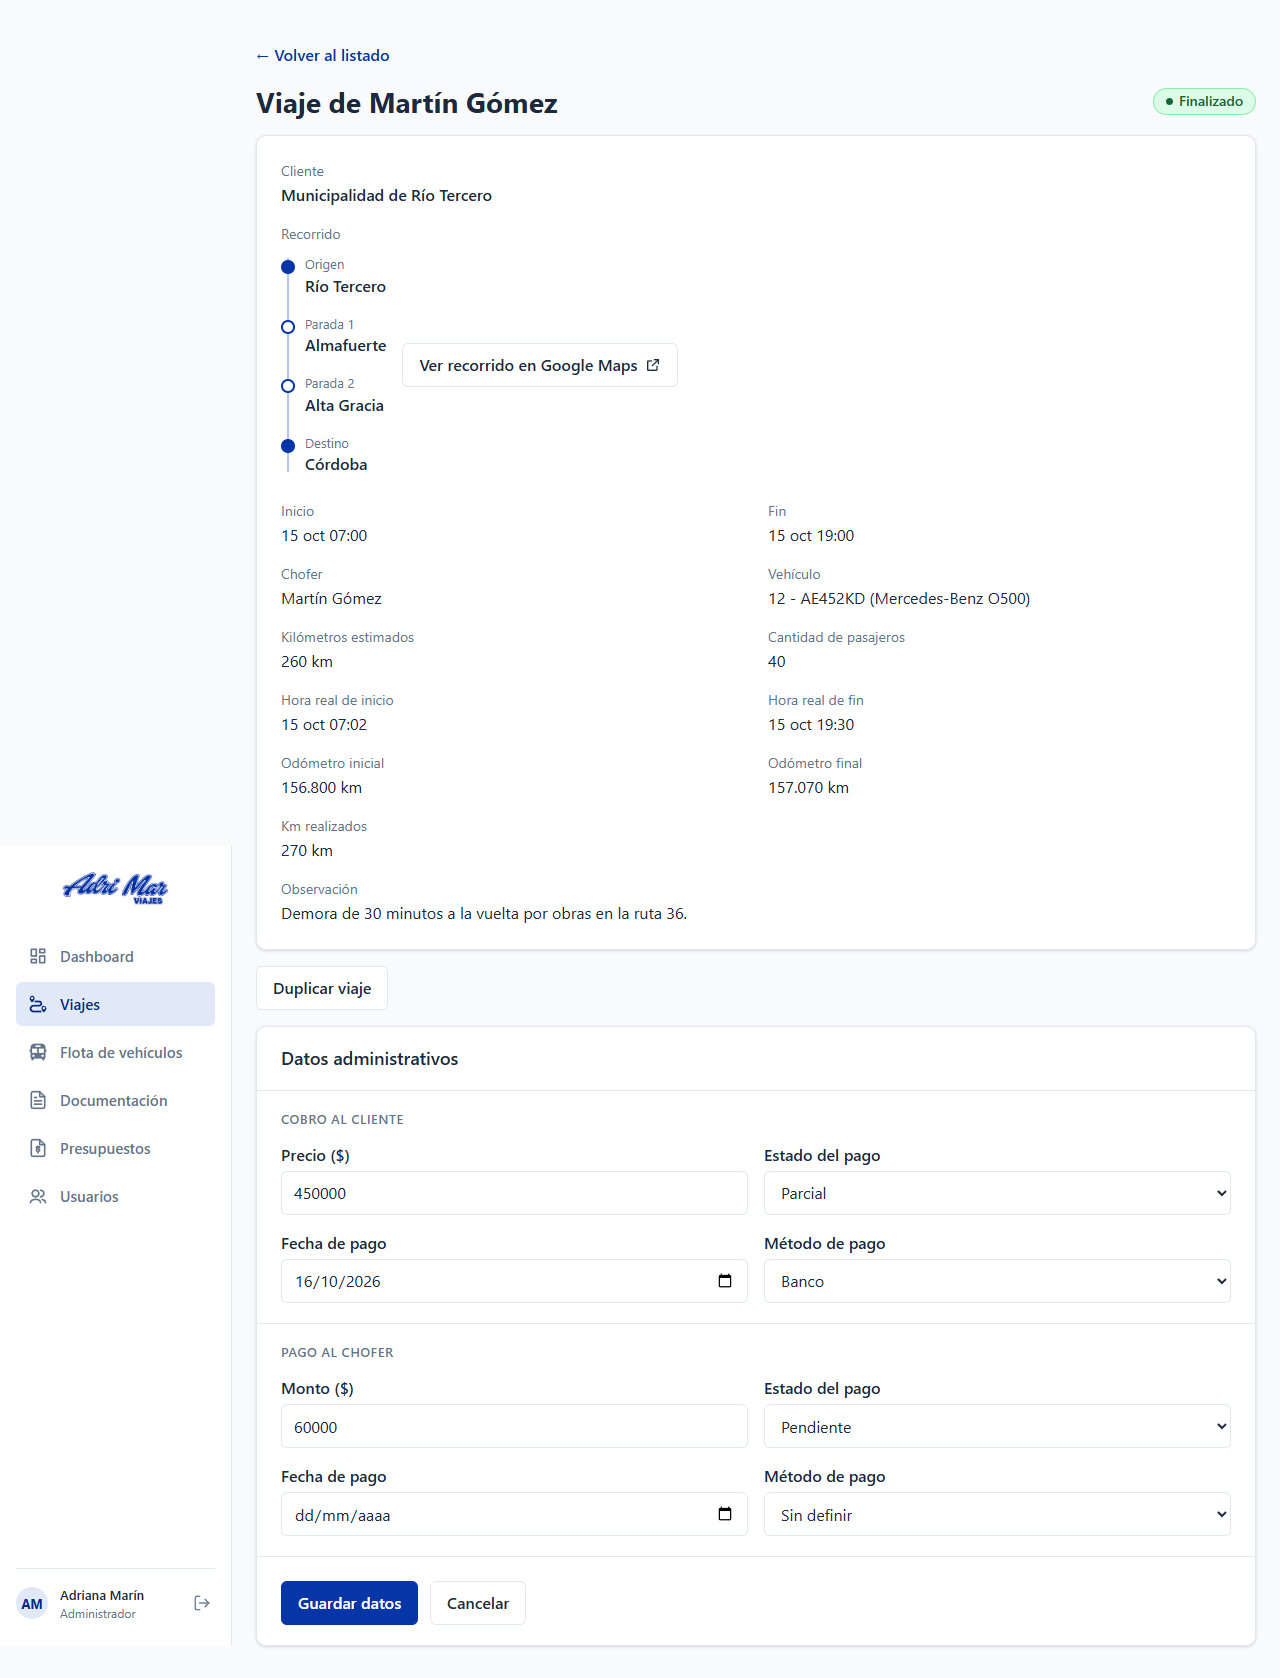 ← Volver al listado
Viaje de Martín Gómez
Finalizado
Cliente
Municipalidad de Río Tercero
Recorrido
Origen
Río Tercero
Parada 1
Almafuerte
Ver recorrido en Google Maps
Parada 2
Alta Gracia
Destino
Córdoba
Inicio
15 oct 07:00
Fin
15 oct 19:00
Chofer
Martín Gómez
Vehículo
12 - AE452KD (Mercedes-Benz O500)
Kilómetros estimados
260 km
Cantidad de pasajeros
40
Hora real de inicio
15 oct 07:02
Hora real de fin
15 oct 19:30
Odómetro inicial
156.800 km
Odómetro final
157.070 km
Km realizados
270 km
Observación
Demora de 30 minutos a la vuelta por obras en la ruta 36.
Duplicar viaje
Datos administrativos
COBRO AL CLIENTE
Precio ($)
450000
Estado del pago
Parcial
Fecha de pago
16/10/2026
Método de pago
Banco
PAGO AL CHOFER
Monto ($)
60000
Estado del pago
Pendiente
Fecha de pago
dd/mm/aaaa
Método de pago
Sin definir
Guardar datos
Cancelar
Adri Mar
VIAJES
Dashboard
Viajes
Flota de vehículos
Documentación
Presupuestos
Usuarios
AM
Adriana Marín
Administrador